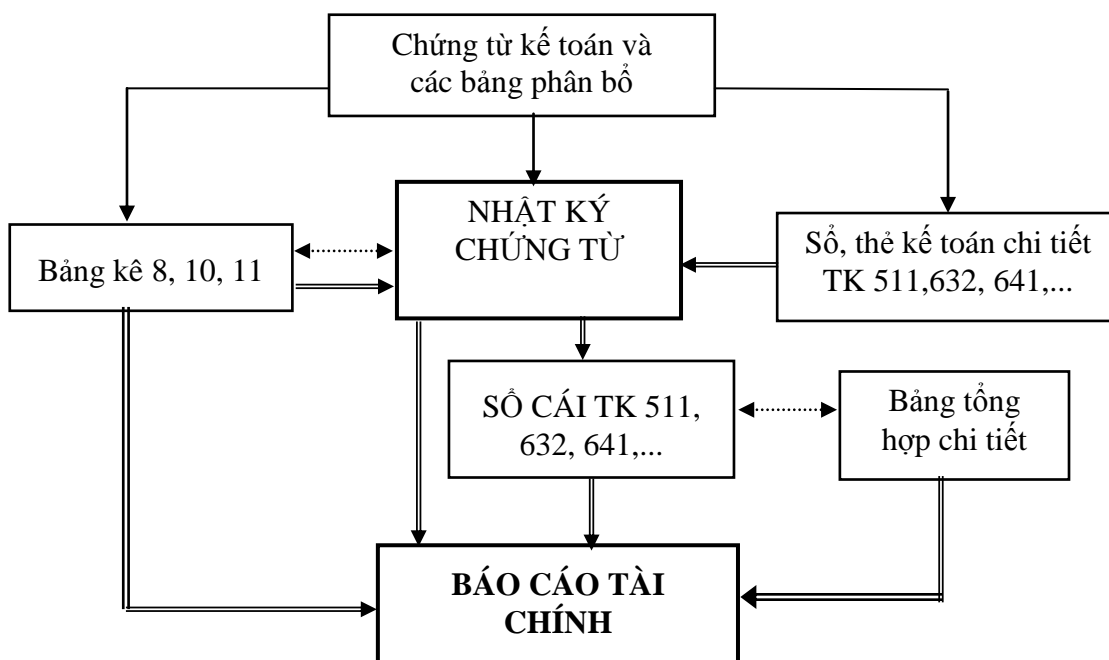 Chứng từ kế toán và
các bảng phân bổ
NHẬT KÝ
CHỨNG TỪ
Bảng kê 8, 10, 11
Sổ, thẻ kế toán chi tiết
TK 511,632, 641,...
SỔ CÁI TK 511,
632, 641,...
Bảng tổng
hợp chi tiết
BÁO CÁO TÀI
CHÍNH